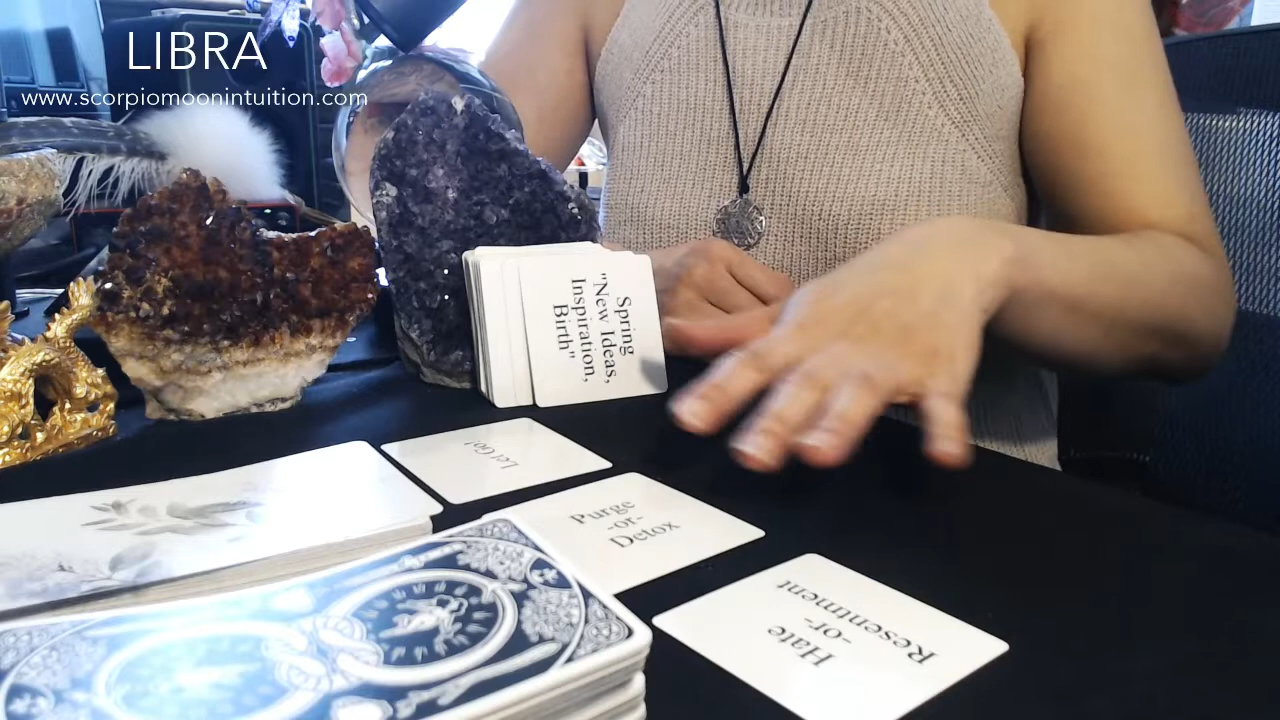 LIBRA
www.scorpiomoonintuition.com
Spring
"New Ideas,
Inspiration,
Birth"
Let Go!
Purge
-or-
Detox
Hate
-or-
Resentment